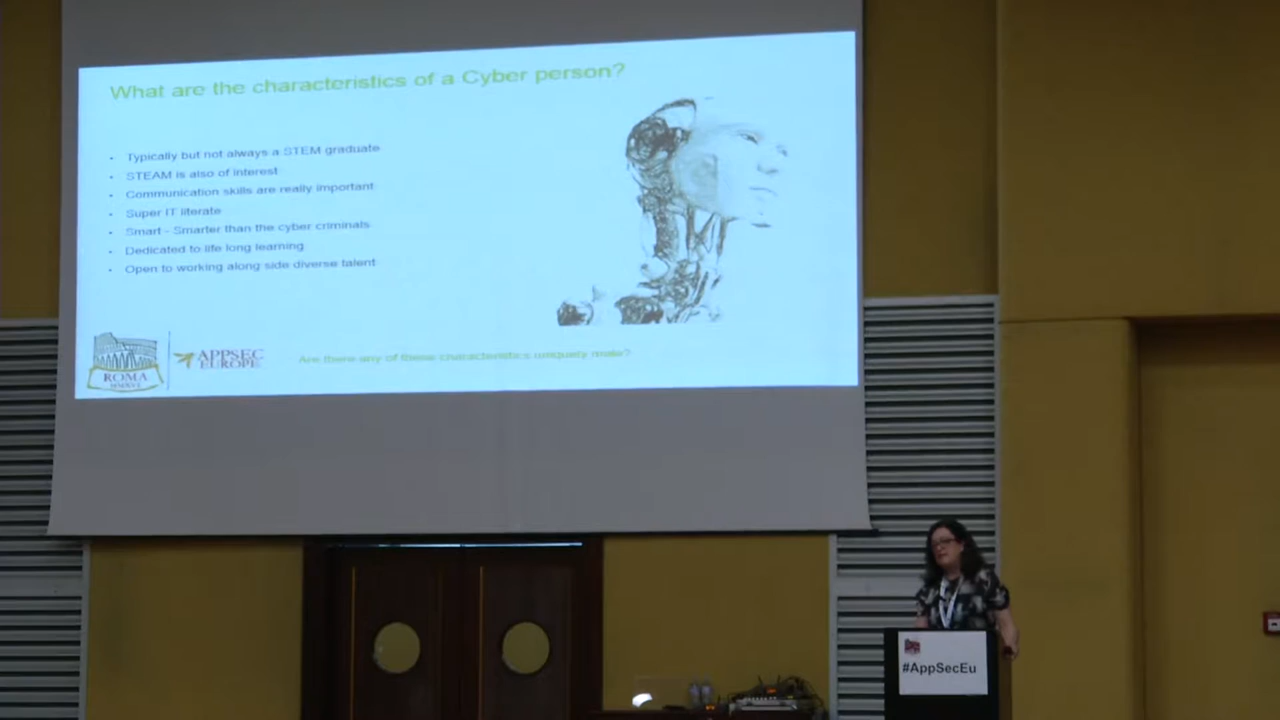 What are the characteristics of a Cyber person?
• Typically but not always a STEM graduate
• STEAM is also of interest
• Communication skills are really important
• Super IT literate
• Smart - Smarter than the cyber criminals
• Dedicated to life long learning
• Open to working along side diverse talent
ROMA
MMXVI
APPSEC
EUROPE
Are there any of these characteristics uniquely male?
#AppSecEu